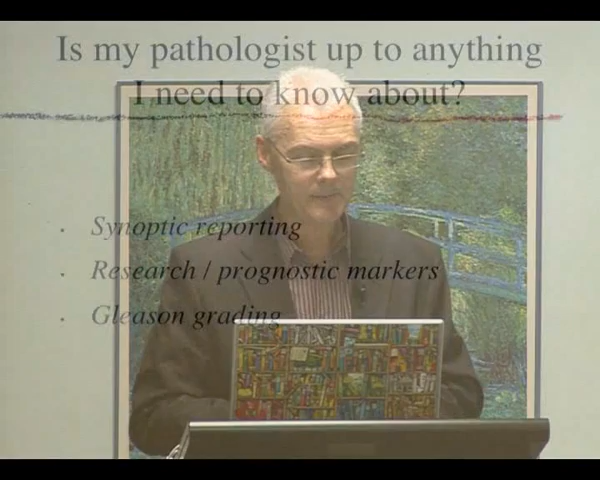 Is my pathologist up to anything
I need to know about?
. Synoptic reporting
. Research / prognostic markers
. Gleason grading